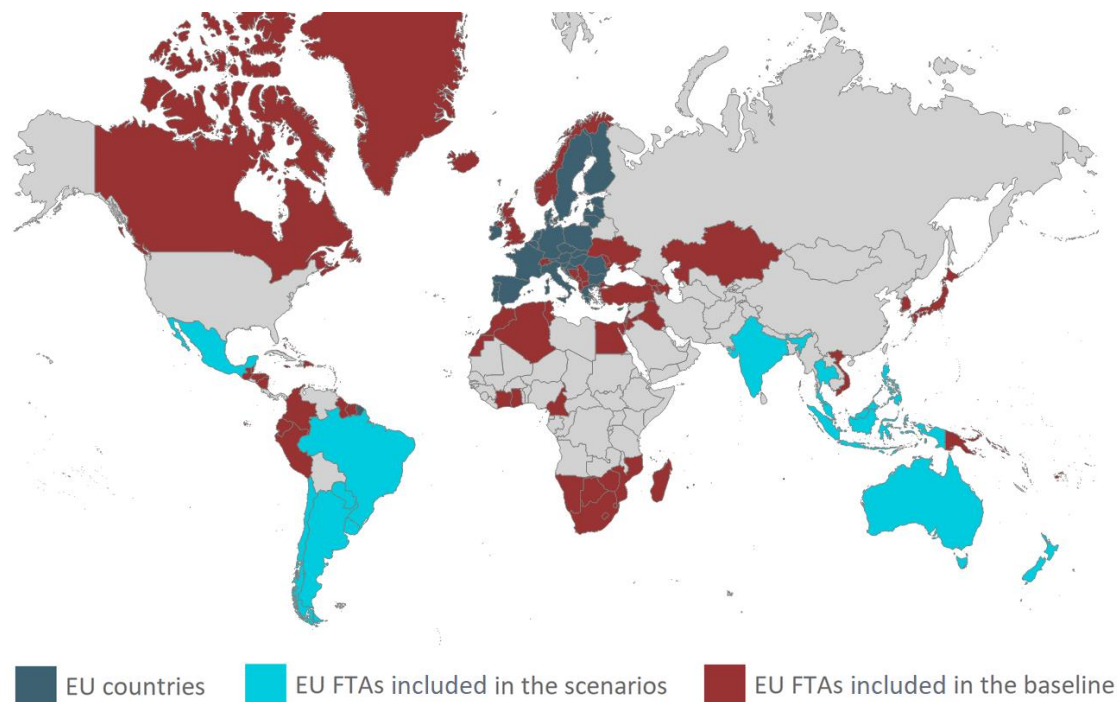 EU countries
EU FTAs included in the scenarios
EU FTAs included in the baseline